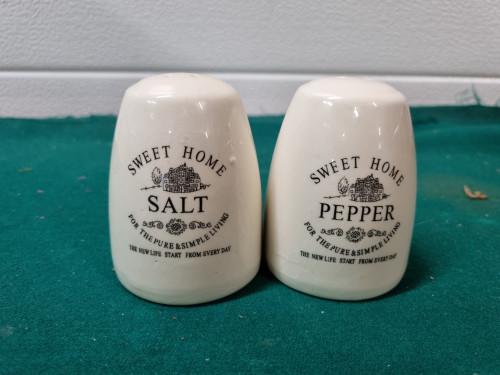 SWEET HOME
SALT
FOR THE PURE & SIMPLE LIVING
THE NEW LIFE START FROM EVERY DAY
SWEET HOME
PEPPER
FOR THE PURE & SIMPLE LIVING
THE NEW LIFE START FROM EVERY DAY